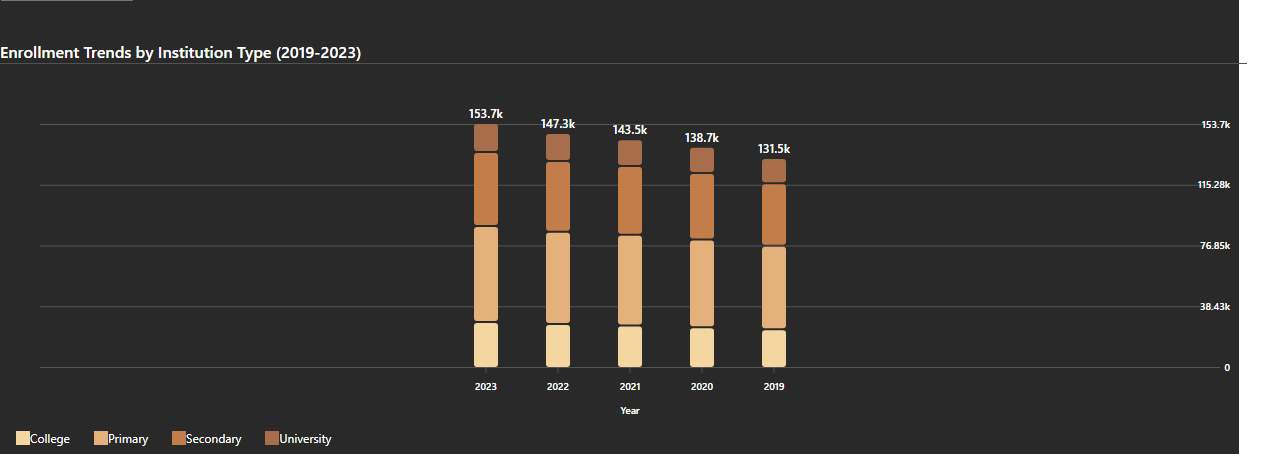 Enrollment Trends by Institution Type (2019-2023)
153.7k
147.3k
143.5k
138.7k
131.5k
153.7k
115.28k
76.85k
38.43k
0
2023 2022 2021 2020 2019
Year
College Primary Secondary University